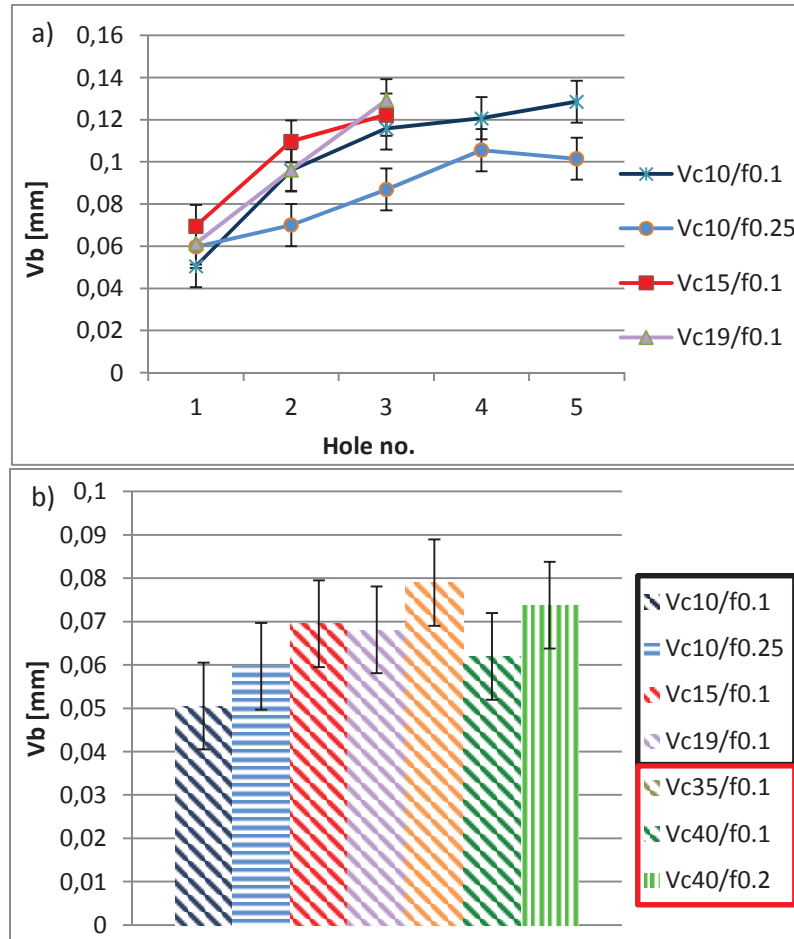 a)
0,16
0,14
0,12
0,1
0,08
0,06
0,04
0,02
0
Vb [mm]
1 2 3 4 5
Hole no.
Vc10/f0.1
Vc10/f0.25
Vc15/f0.1
Vc19/f0.1
b)
0,1
0,09
0,08
0,07
0,06
0,05
0,04
0,03
0,02
0,01
0
Vb [mm]
Vc10/f0.1
Vc10/f0.25
Vc15/f0.1
Vc19/f0.1
Vc35/f0.1
Vc40/f0.1
Vc40/f0.2